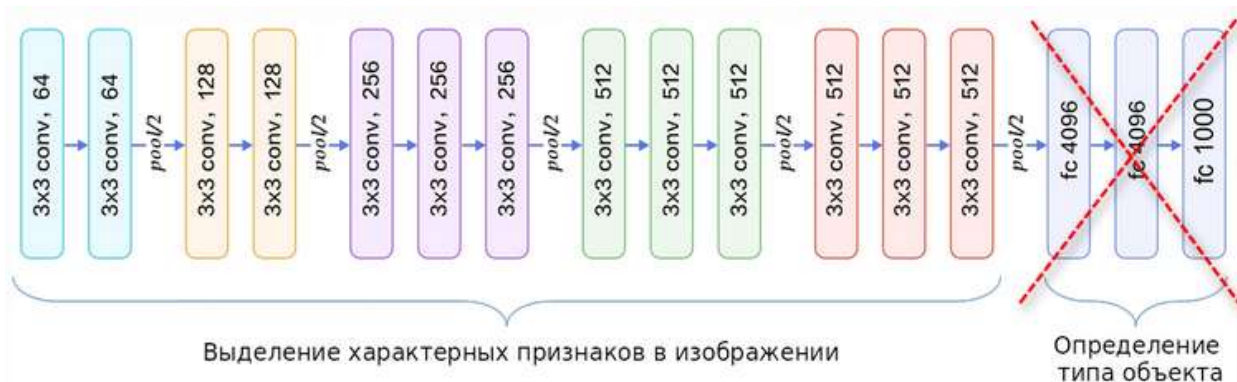 3x3 conv, 64
3x3 conv, 64
pool/2
3x3 conv, 128
3x3 conv, 128
pool/2
3x3 conv, 256
3x3 conv, 256
3x3 conv, 256
pool/2
3x3 conv, 512
3x3 conv, 512
3x3 conv, 512
pool/2
3x3 conv, 512
3x3 conv, 512
3x3 conv, 512
pool/2
fc 4096
fc 4096
fc 1000
Выделение характерных признаков в изображении
Определение
типа объекта